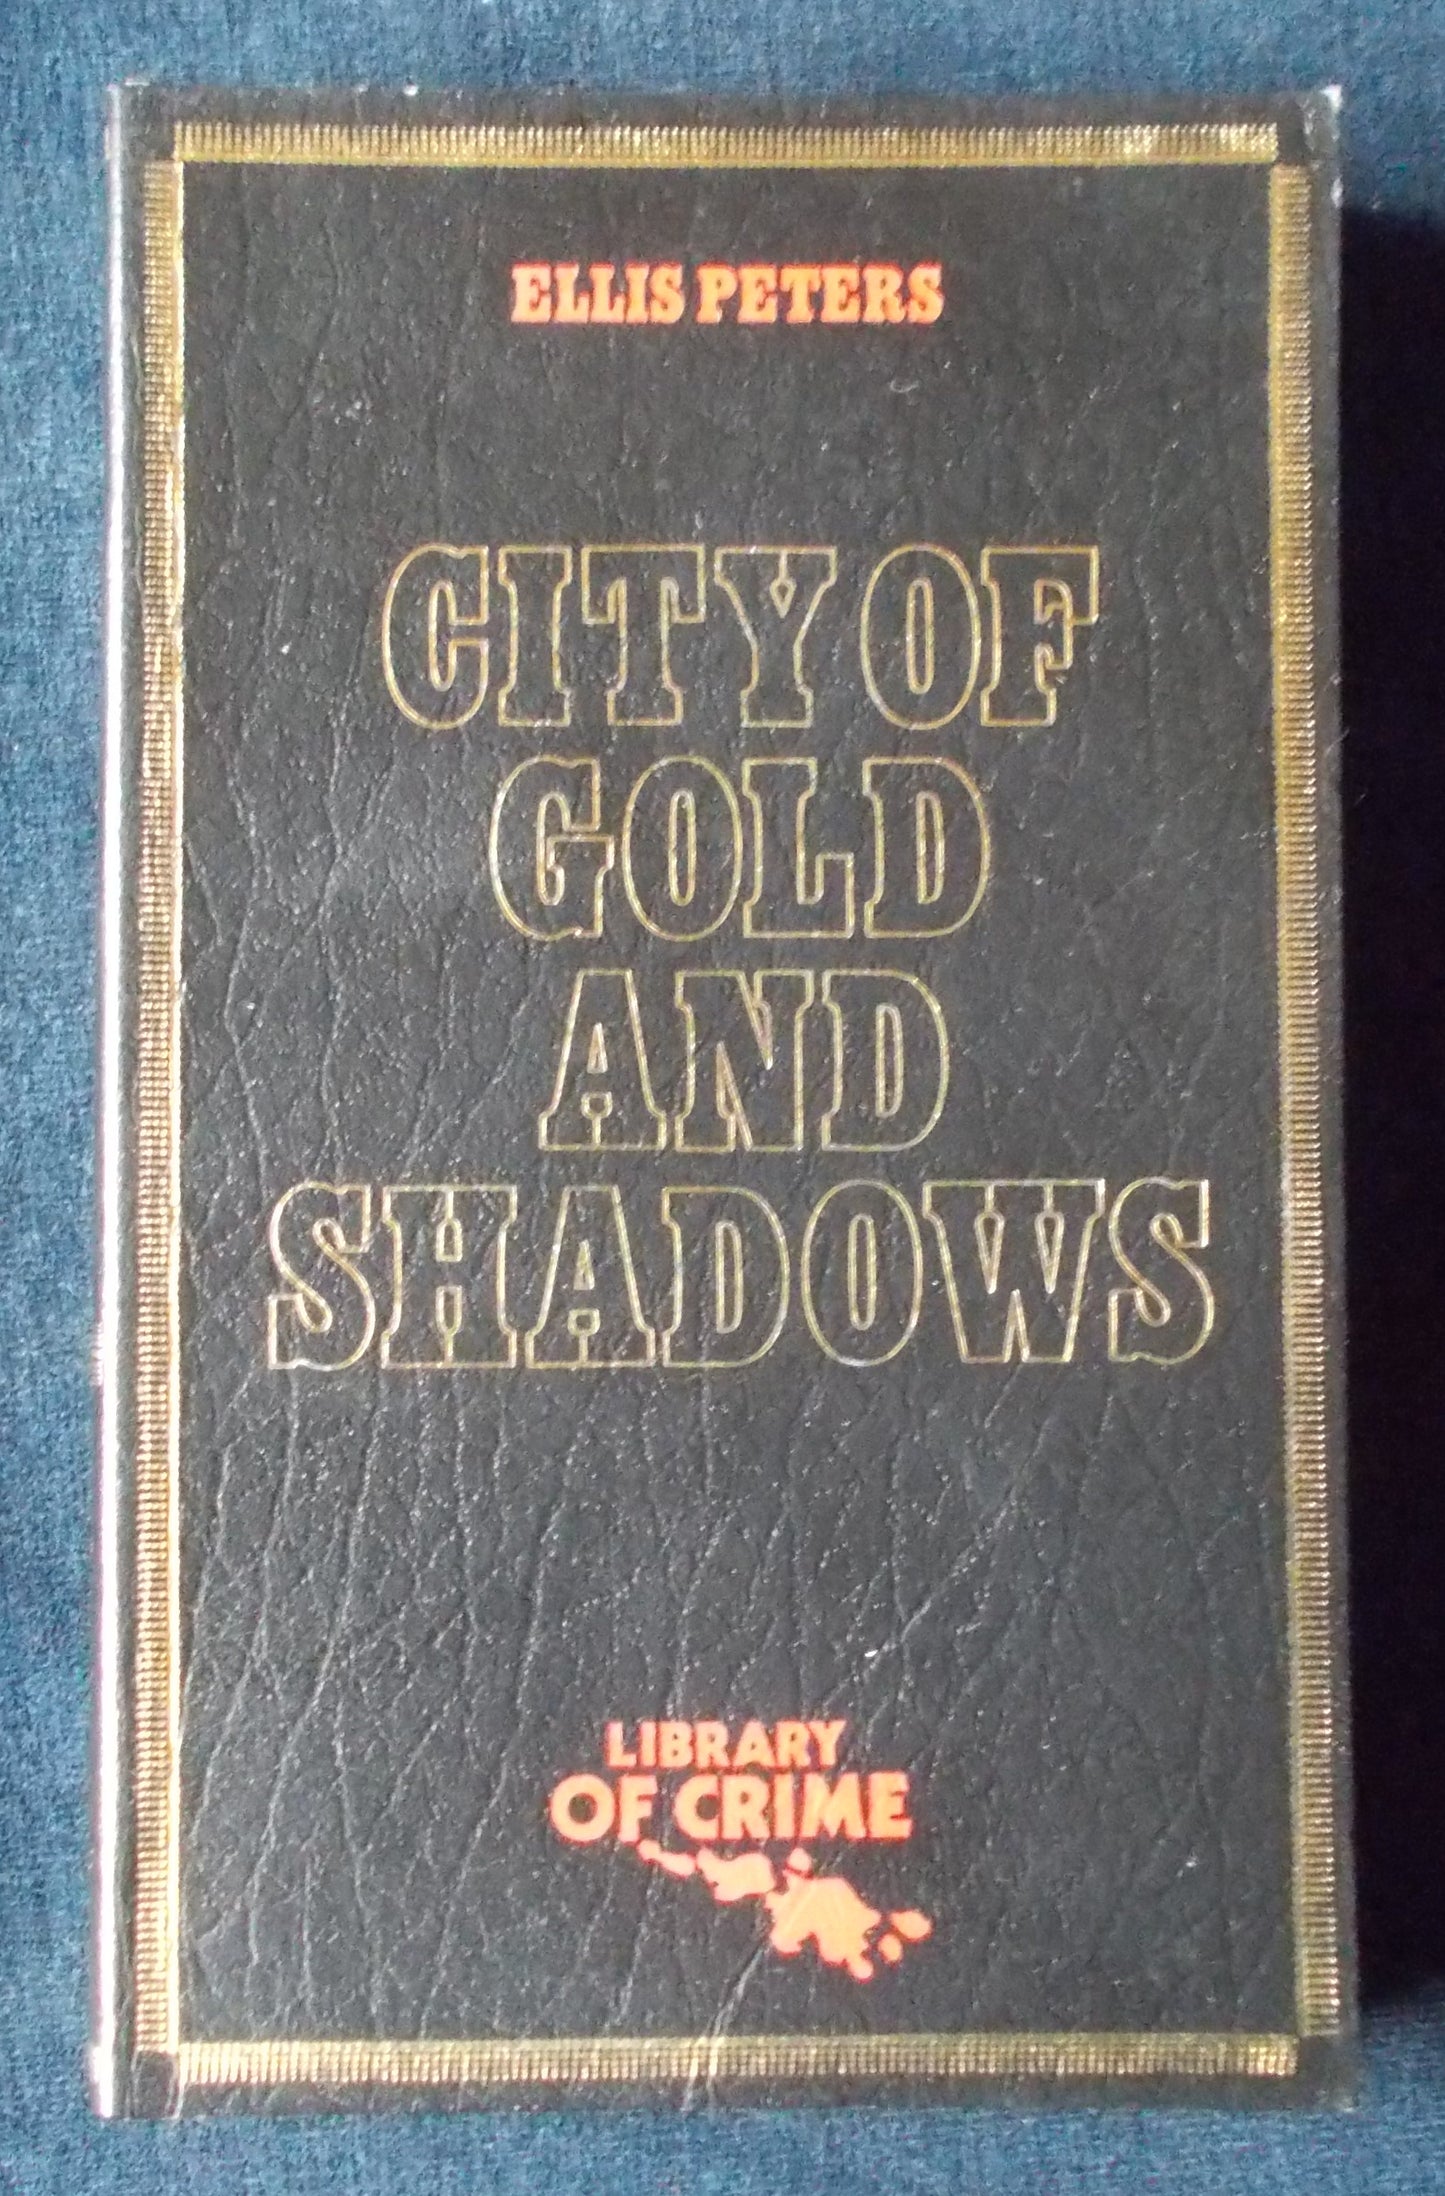 ELLIS PETERS
CITY OF
GOLD
AND
SHADOWS
LIBRARY
OF CRIME